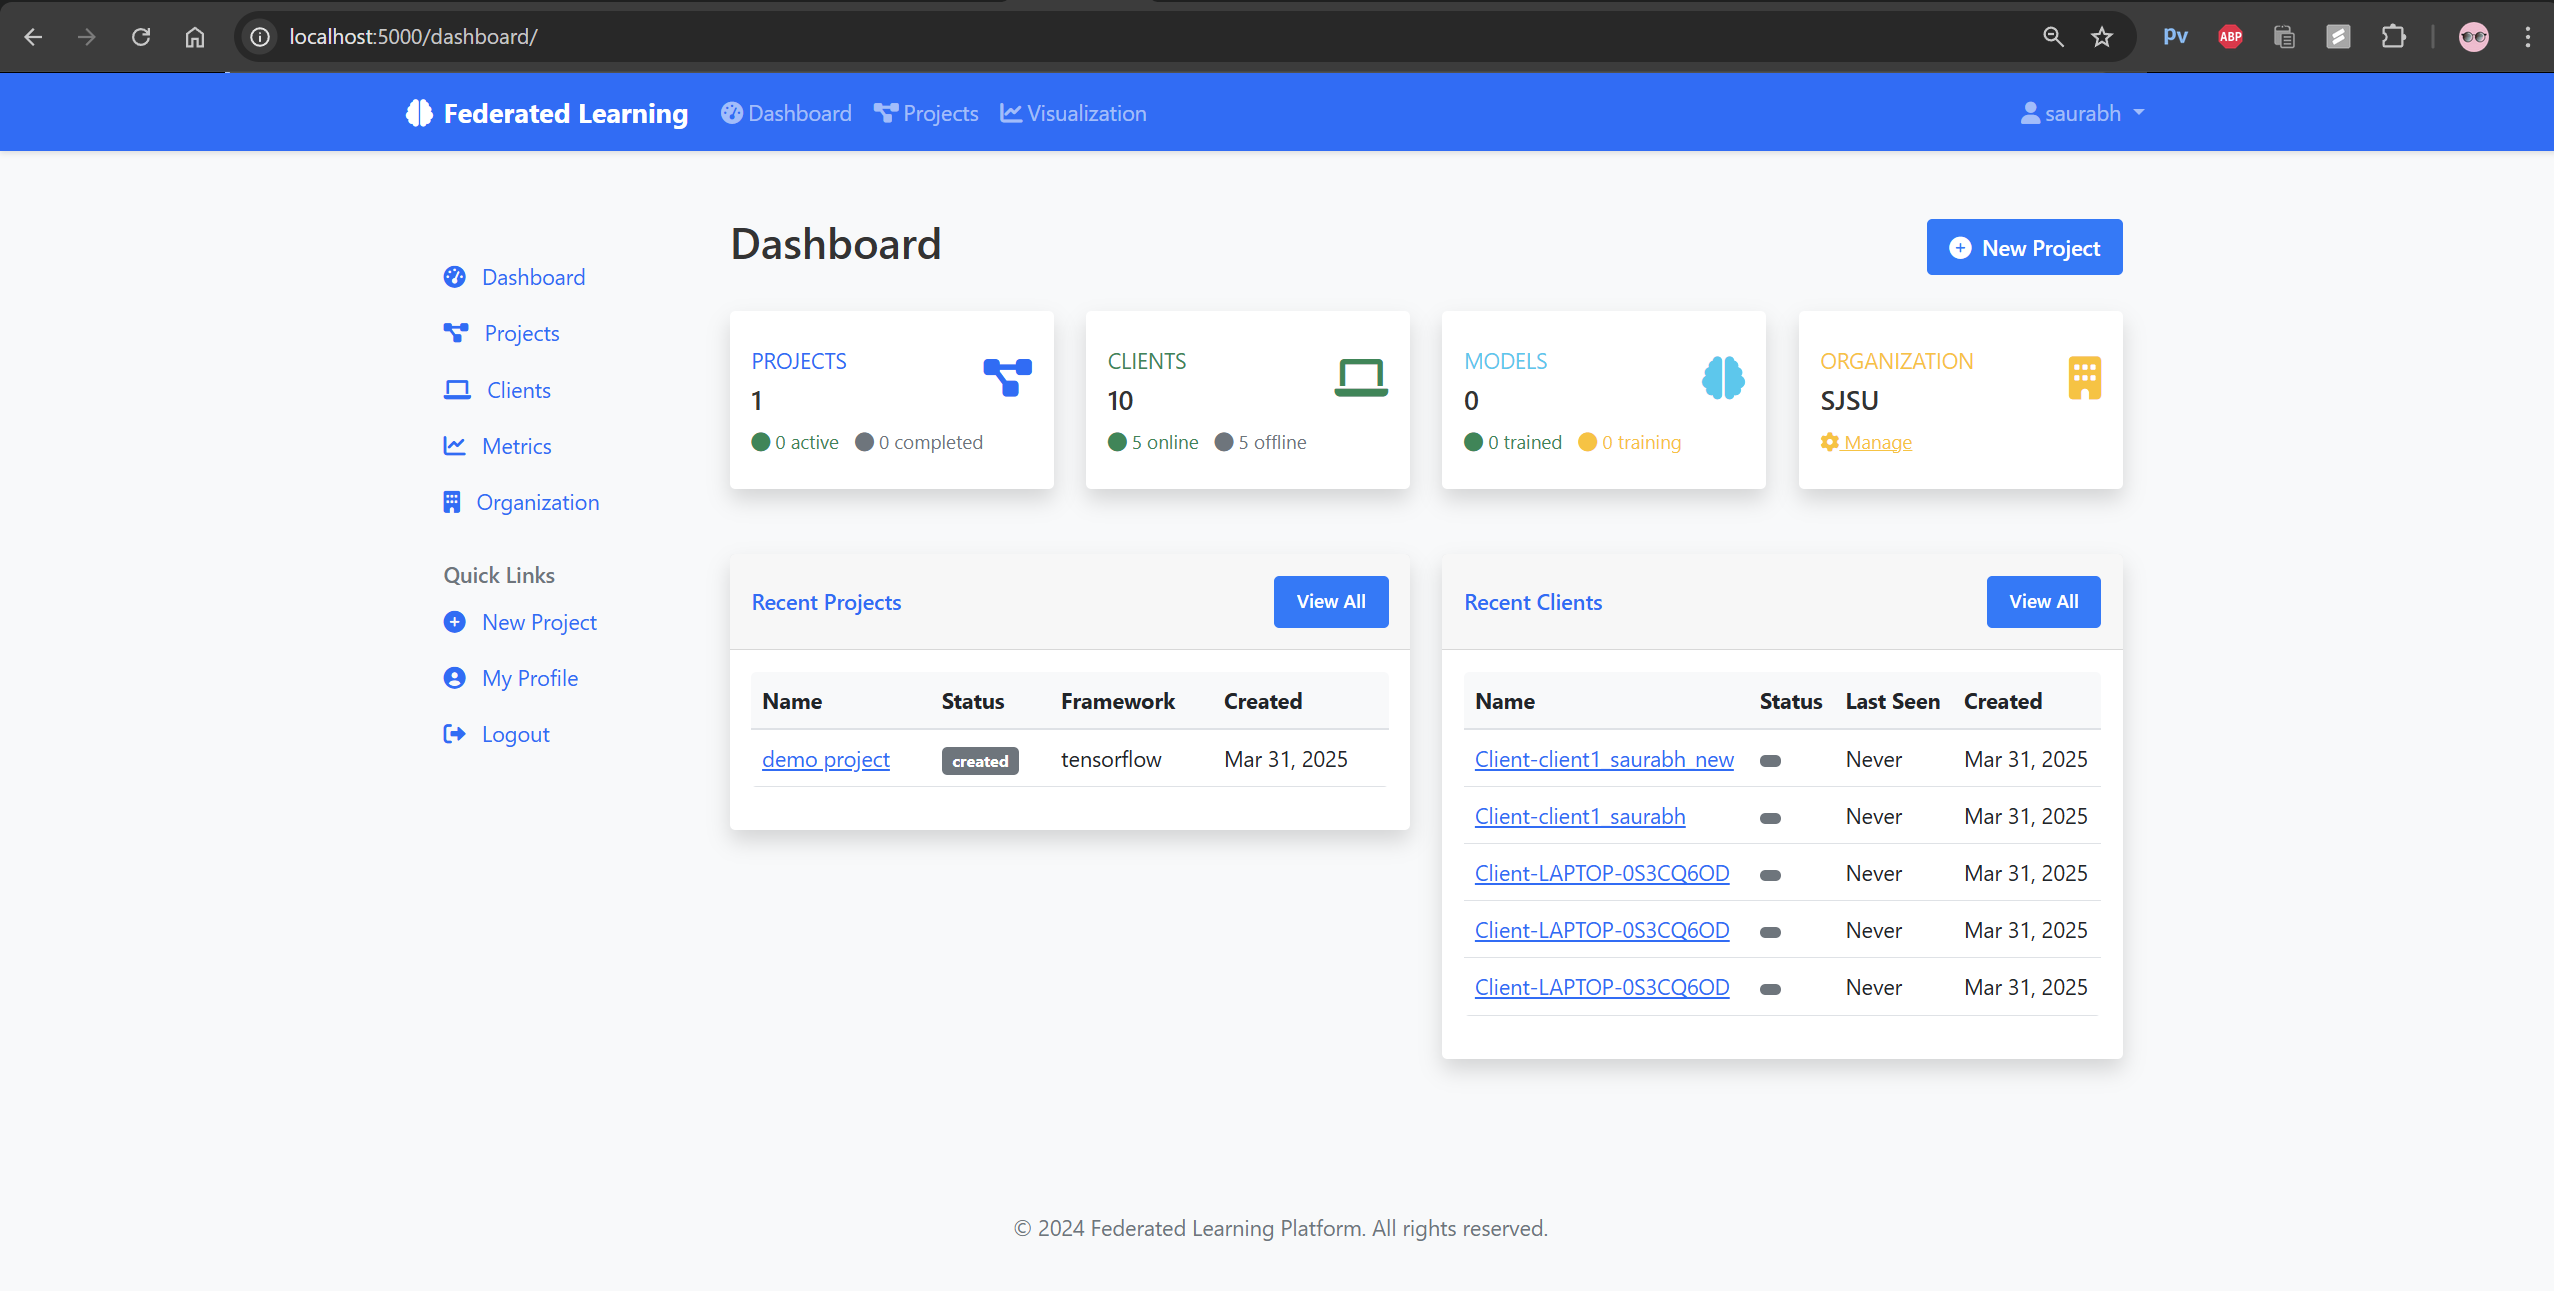 localhost:5000/dashboard/
pv
ABP
Federated Learning
Dashboard
Projects
Visualization
saurabh
Dashboard
Projects
Clients
Metrics
Organization
Quick Links
New Project
My Profile
Logout
Dashboard
New Project
PROJECTS
1
0 active 0 completed
CLIENTS
10
5 online 5 offline
MODELS
0
0 trained 0 training
ORGANIZATION
SJSU
Manage
Recent Projects
View All
Name Status Framework Created
demo project created tensorflow Mar 31, 2025
Recent Clients
View All
Name Status Last Seen Created
Client-client1_saurabh_new Never Mar 31, 2025
Client-client1_saurabh Never Mar 31, 2025
Client-LAPTOP-0S3CQ6OD Never Mar 31, 2025
Client-LAPTOP-0S3CQ6OD Never Mar 31, 2025
Client-LAPTOP-0S3CQ6OD Never Mar 31, 2025
© 2024 Federated Learning Platform. All rights reserved.